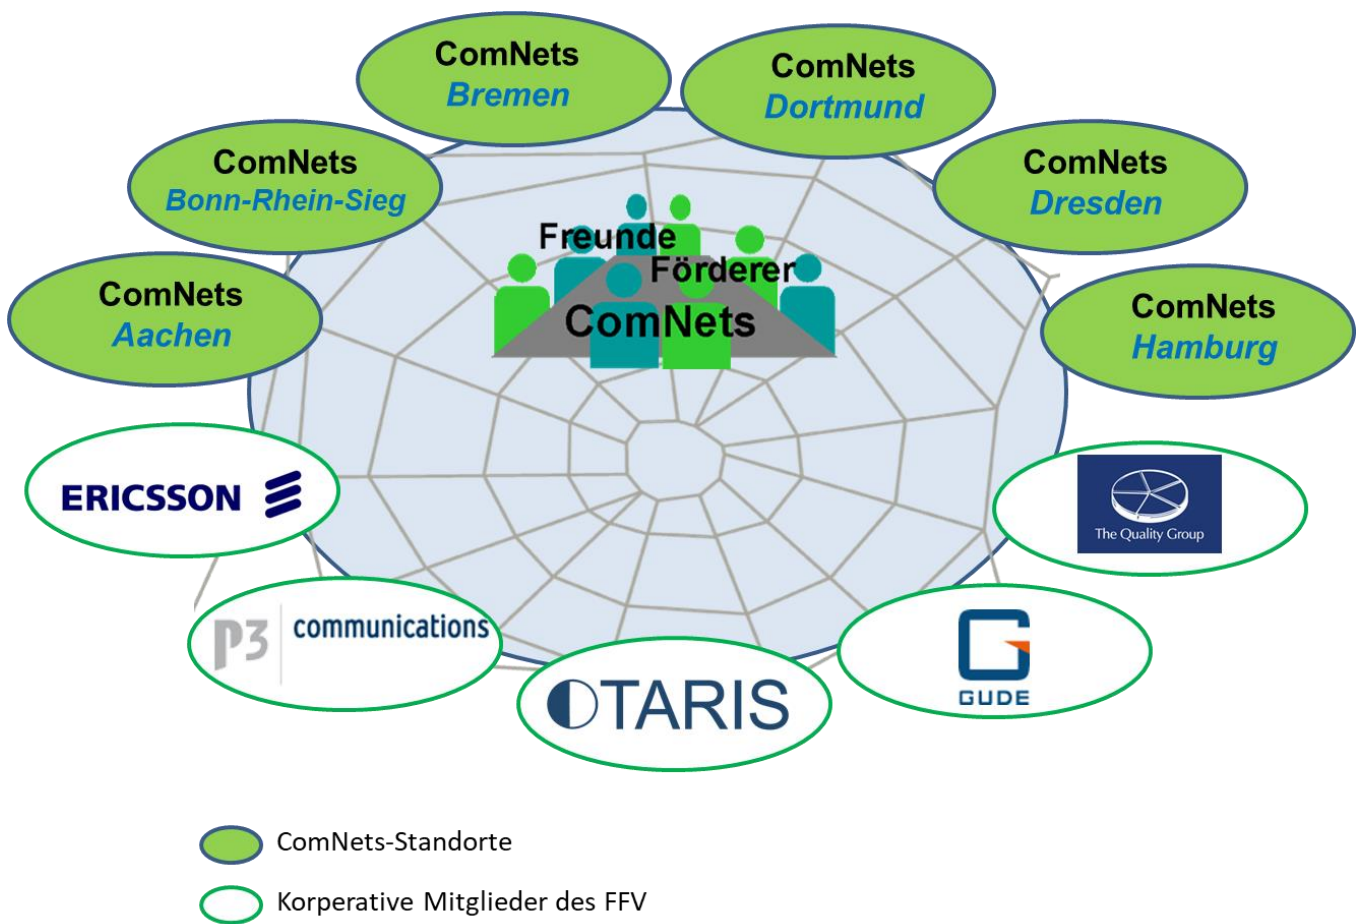 ComNets
Bremen
ComNets
Dortmund
ComNets
Bonn-Rhein-Sieg
ComNets
Dresden
ComNets
Aachen
ComNets
Hamburg
Freunde
Förderer
ComNets
ERICSSON
The Quality Group
P3 communications
OTARIS
GUDE
ComNets-Standorte
Korperative Mitglieder des FFV